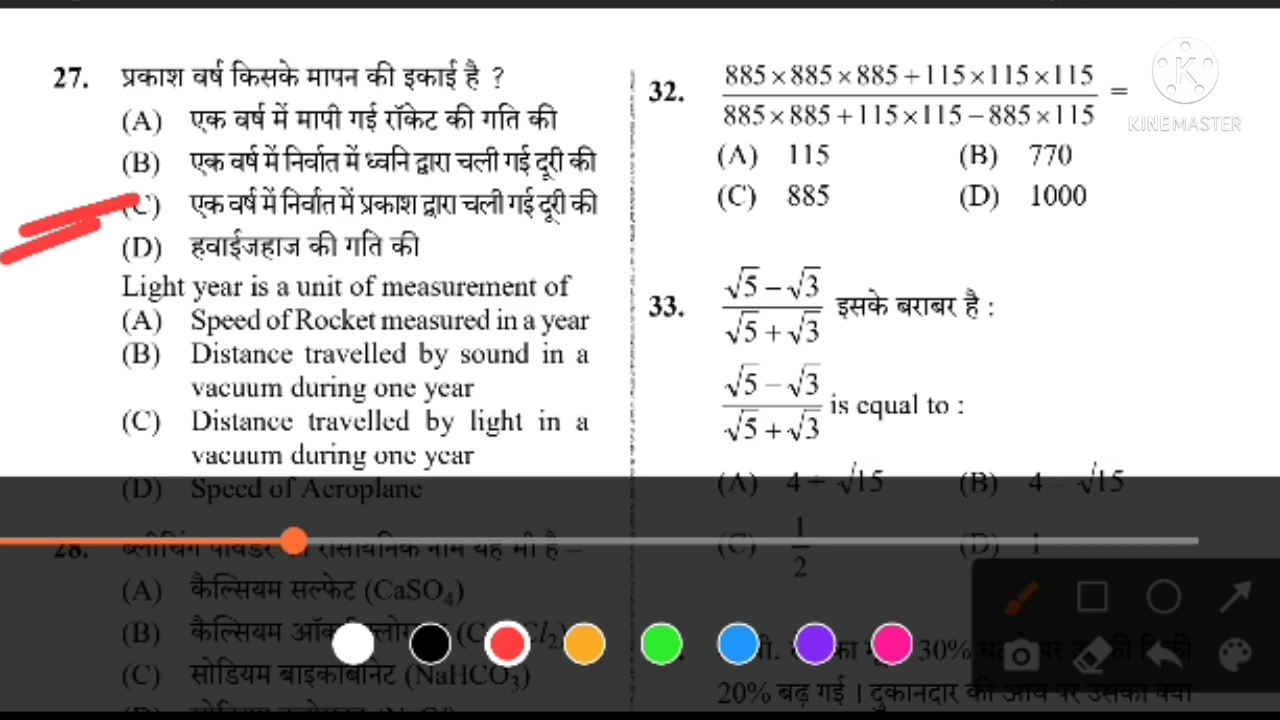 27. प्रकाश वर्ष किसके मापन की इकाई है ?
(A) एक वर्ष में मापी गई रॉकेट की गति की
(B) एक वर्ष में निर्वात में ध्वनि द्वारा चली गई दूरी की
(C) एक वर्ष में निर्वात में प्रकाश द्वारा चली गई दूरी की
(D) हवाईजहाज की गति की
Light year is a unit of measurement of
(A) Speed of Rocket measured in a year
(B) Distance travelled by sound in a
vacuum during one year
(C) Distance travelled by light in a
vacuum during one year
(D) Speed of Aeroplane
28. ब्लीचिंग पावडर का रासायनिक नाम यह भी है –
(A) कैल्सियम सल्फेट (CaSO₄)
(B) कैल्सियम
(C) सोडियम बाइकार्बोनेट (NaHCO₃)
32. 885×885×885+115×115×115
885×885+115×115−885×115 =
(A) 115 (B) 770
(C) 885 (D) 1000
33. √5−√3
√5+√3 इसके बराबर है :
√5−√3
√5+√3 is equal to :
(A) 4+√15 (B) 4−√15
(C) 1/2 (D) 1
30%
20% बढ़ गई । दुकानदार की आय पर उसका क्या
K
KINEMASTER